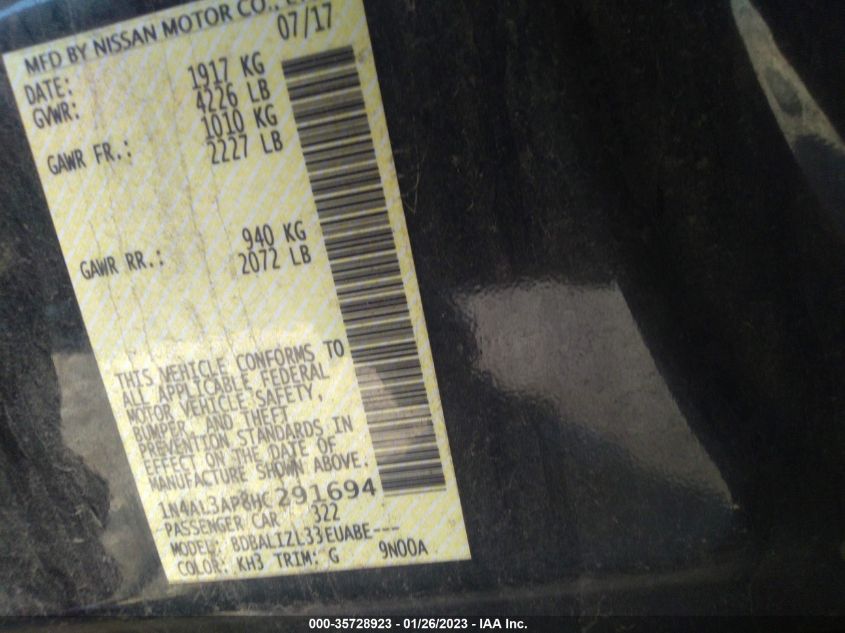 MFD BY NISSAN MOTOR CO.,
DATE: 07/17
GVWR: 1917 KG
4226 LB
GAWR FR.: 1010 KG
2227 LB
GAWR RR.: 940 KG
2072 LB
THIS VEHICLE CONFORMS TO
ALL APPLICABLE FEDERAL
MOTOR VEHICLE SAFETY,
BUMPER, AND THEFT
PREVENTION STANDARDS IN
EFFECT ON THE DATE OF
MANUFACTURE SHOWN ABOVE.
1N4AL3AP8HC291694
PASSENGER CAR 322
MODEL: BDBALIZL33EUABE---
COLOR: KH3 TRIM: G 9N00A
000-35728923 - 01/26/2023 - IAA Inc.